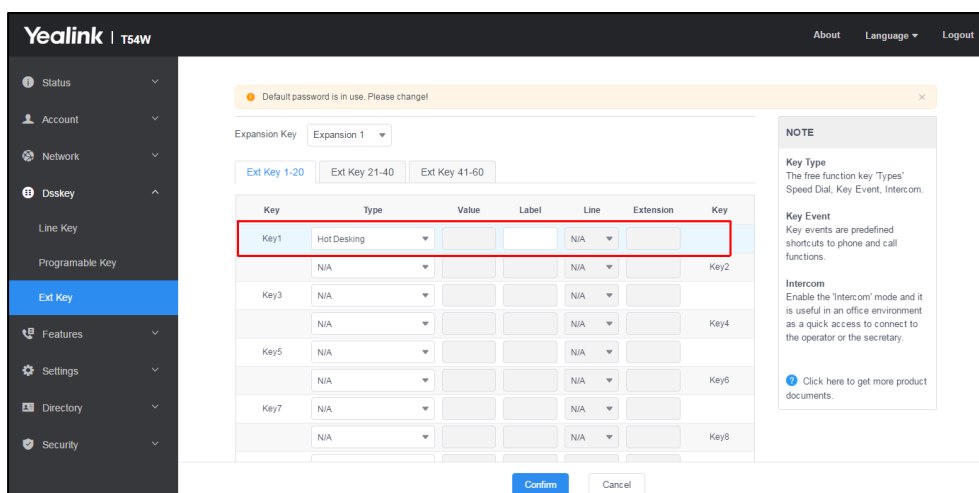 Yealink | T54W
About Language Logout
Status
Account
Network
Dsskey
Line Key
Programable Key
Ext Key
Features
Settings
Directory
Security
Default password is in use. Please change!
Expansion Key Expansion 1
Ext Key 1-20 Ext Key 21-40 Ext Key 41-60
Key Type Value Label Line Extension Key
Key1 Hot Desking N/A
N/A N/A Key2
Key3 N/A N/A
N/A N/A Key4
Key5 N/A N/A
N/A N/A Key6
Key7 N/A N/A
N/A N/A Key8
Confirm Cancel
NOTE
Key Type
The free function key 'Types'
Speed Dial, Key Event, Intercom.
Key Event
Key events are predefined
shortcuts to phone and call
functions.
Intercom
Enable the 'Intercom' mode and it
is useful in an office environment
as a quick access to connect to
the operator or the secretary.
Click here to get more product
documents.